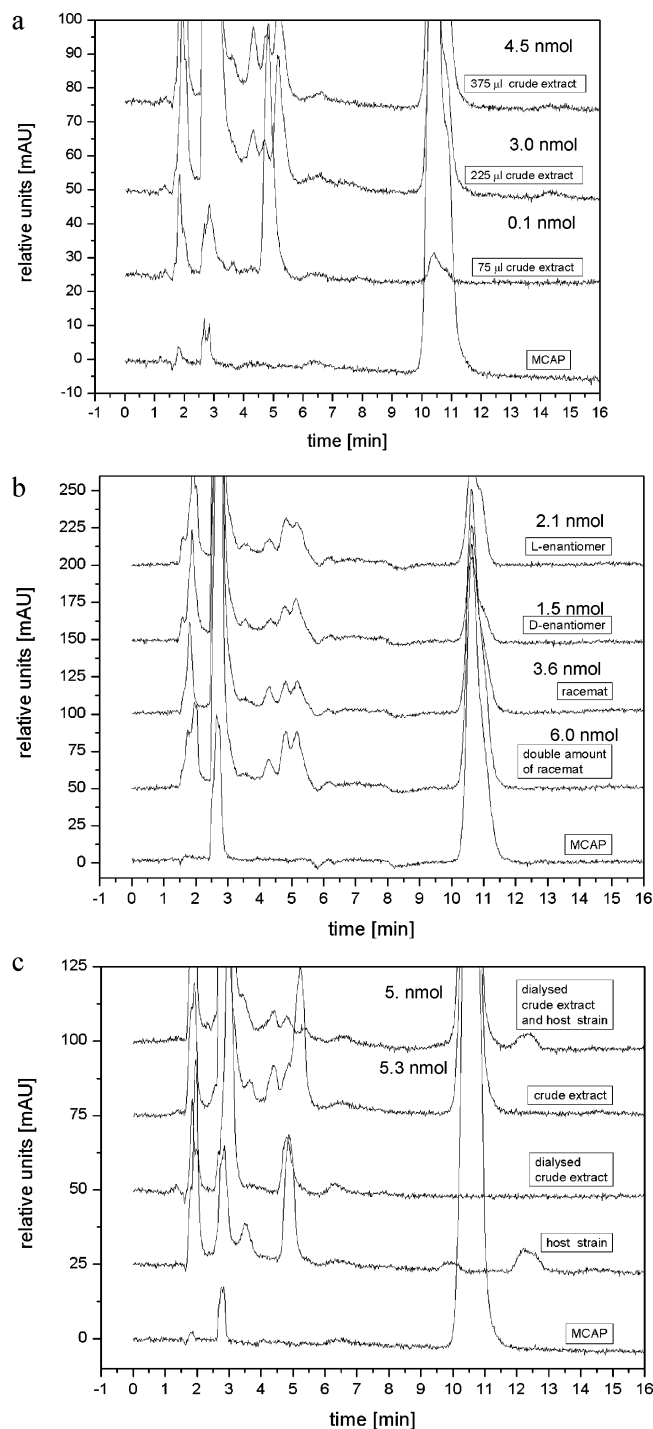 a
100
90
80
70
60
50
40
30
20
10
0
-10
relative units [mAU]
4.5 nmol
375 µl crude extract
3.0 nmol
225 µl crude extract
0.1 nmol
75 µl crude extract
MCAP
-1 0 1 2 3 4 5 6 7 8 9 10 11 12 13 14 15 16
time [min]
b
250
225
200
175
150
125
100
75
50
25
0
relative units [mAU]
2.1 nmol
L-enantiomer
1.5 nmol
D-enantiomer
3.6 nmol
racemat
6.0 nmol
double amount
of racemat
MCAP
-1 0 1 2 3 4 5 6 7 8 9 10 11 12 13 14 15 16
time [min]
c
125
100
75
50
25
0
relative units [mAU]
5. nmol
dialysed
crude extract
and host strain
5.3 nmol
crude extract
dialysed
crude extract
host strain
MCAP
-1 0 1 2 3 4 5 6 7 8 9 10 11 12 13 14 15 16
time [min]